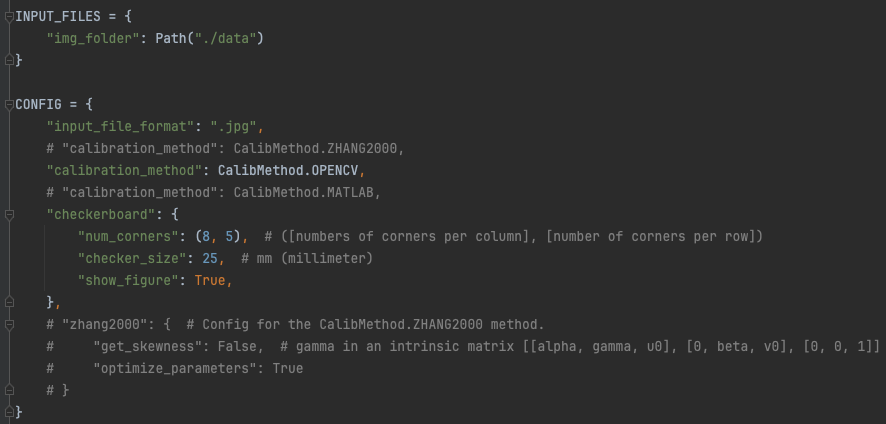 INPUT_FILES = {
    "img_folder": Path("./data")
}

CONFIG = {
    "input_file_format": ".jpg",
    # "calibration_method": CalibMethod.ZHANG2000,
    "calibration_method": CalibMethod.OPENCV,
    # "calibration_method": CalibMethod.MATLAB,
    "checkerboard": {
        "num_corners": (8, 5),  # ([numbers of corners per column], [number of corners per row])
        "checker_size": 25,  # mm (millimeter)
        "show_figure": True,
    },
    # "zhang2000": {  # Config for the CalibMethod.ZHANG2000 method.
    #     "get_skewness": False,  # gamma in an intrinsic matrix [[alpha, gamma, u0], [0, beta, v0], [0, 0, 1]]
    #     "optimize_parameters": True
    # }
}